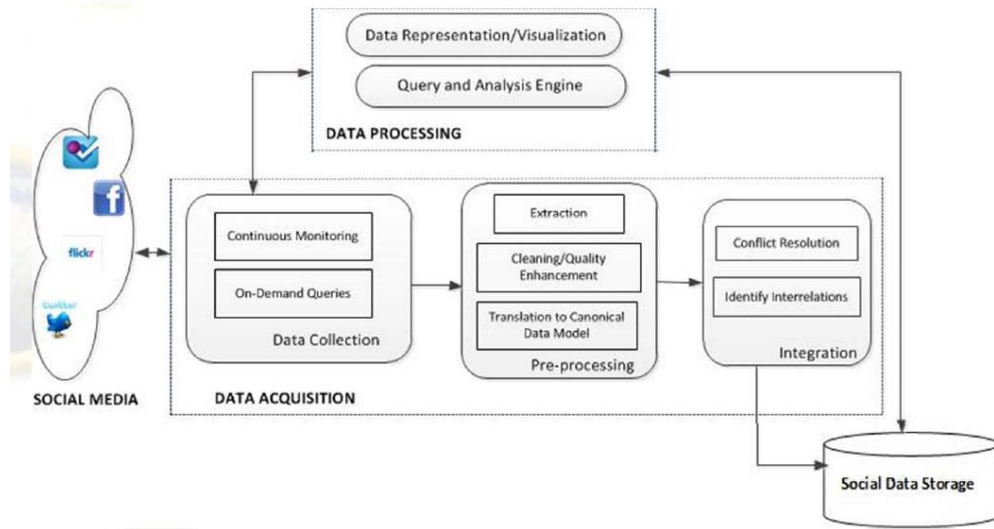 Data Representation/Visualization
Query and Analysis Engine
DATA PROCESSING
flickr
twitter
SOCIAL MEDIA
Continuous Monitoring
On-Demand Queries
Data Collection
DATA ACQUISITION
Extraction
Cleaning/Quality
Enhancement
Translation to Canonical
Data Model
Pre-processing
Conflict Resolution
Identify Interrelations
Integration
Social Data Storage